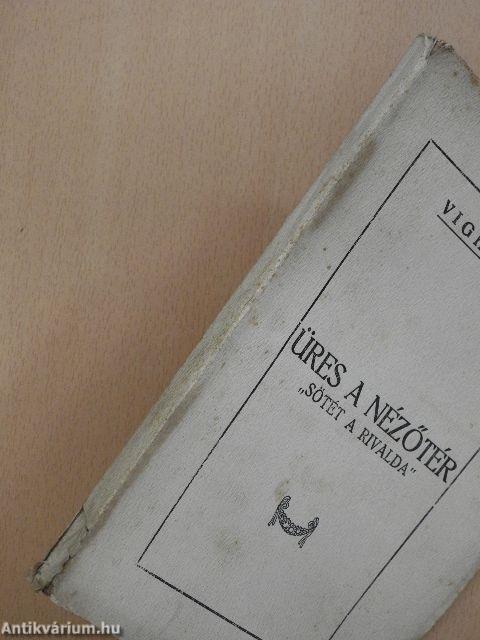 VIGH
ÜRES A NÉZŐTÉR
„SÖTÉT A RIVALDA"
Antikvárium.hu